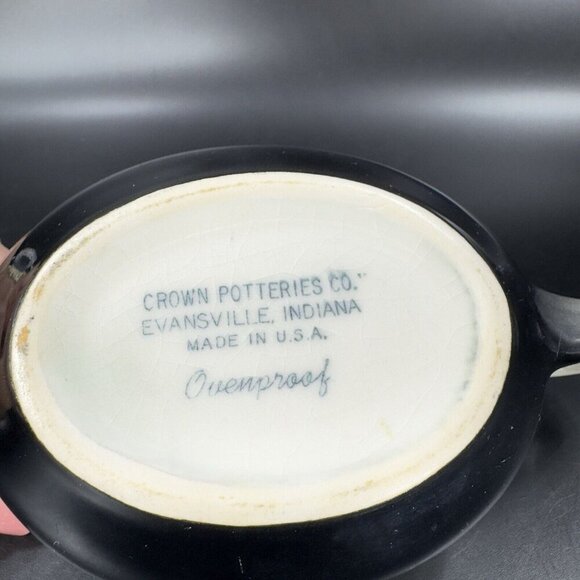 CROWN POTTERIES CO.
EVANSVILLE, INDIANA
MADE IN U.S.A.
Ovenproof